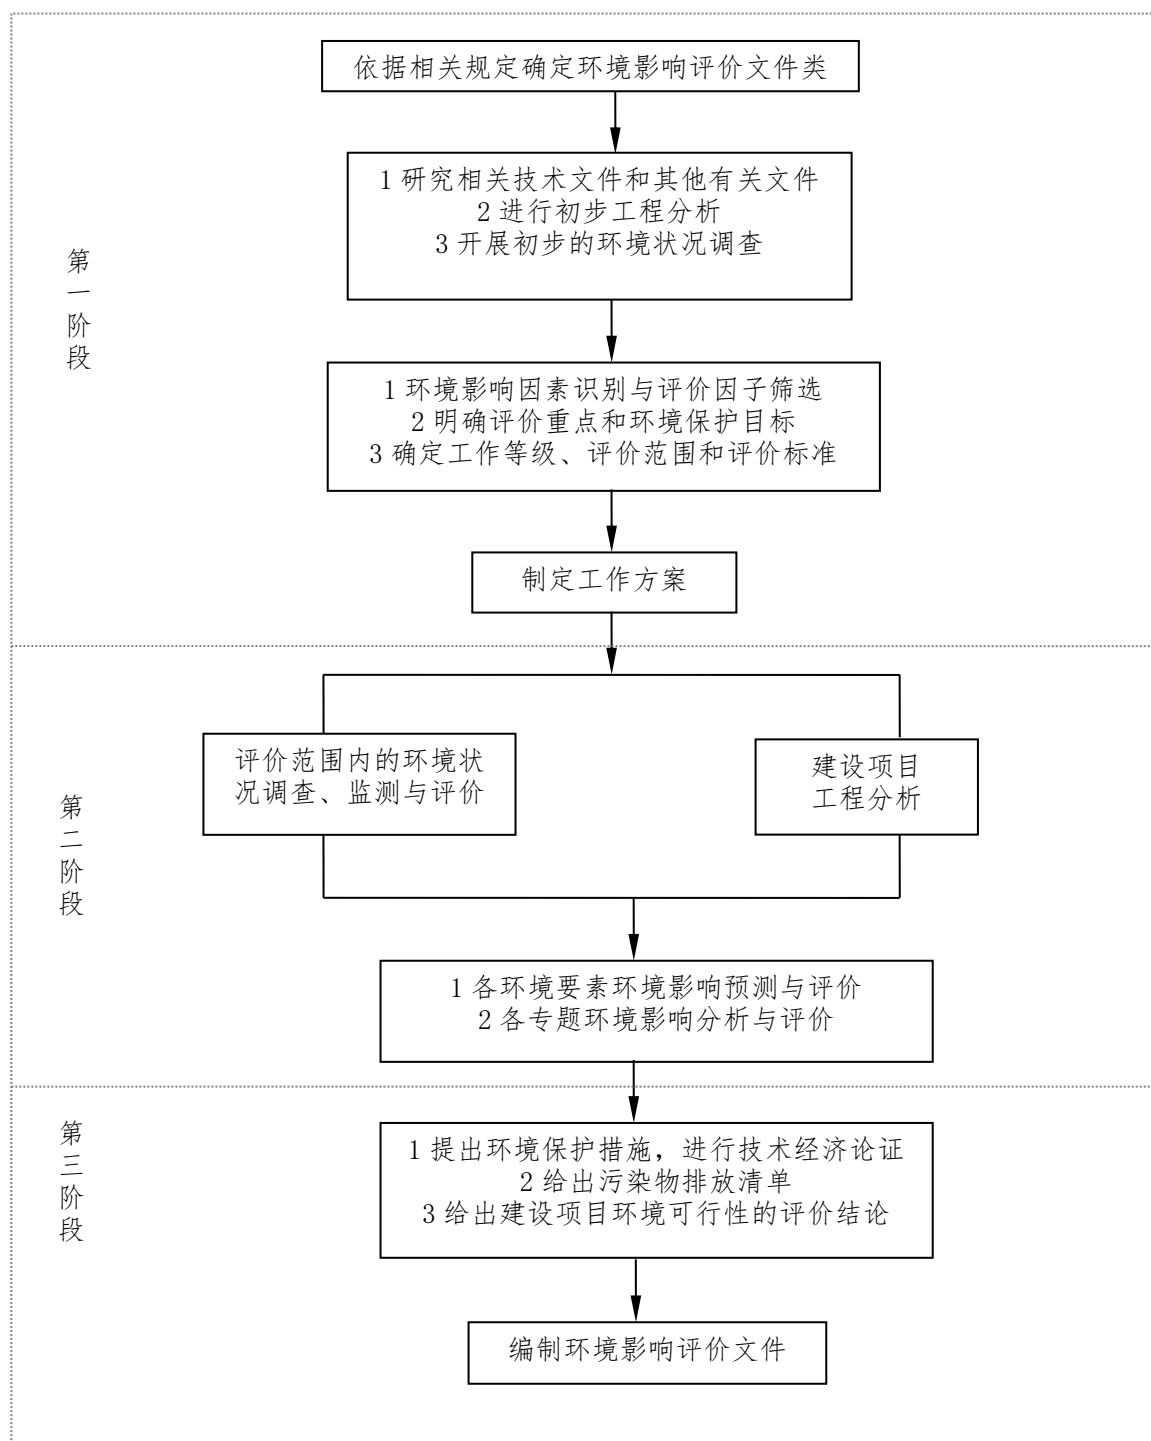 依据相关规定确定环境影响评价文件类
1 研究相关技术文件和其他有关文件
2 进行初步工程分析
3 开展初步的环境状况调查
第一阶段
1 环境影响因素识别与评价因子筛选
2 明确评价重点和环境保护目标
3 确定工作等级、评价范围和评价标准
制定工作方案
评价范围内的环境状
况调查、监测与评价
建设项目
工程分析
第二阶段
1 各环境要素环境影响预测与评价
2 各专题环境影响分析与评价
第三阶段
1 提出环境保护措施，进行技术经济论证
2 给出污染物排放清单
3 给出建设项目环境可行性的评价结论
编制环境影响评价文件